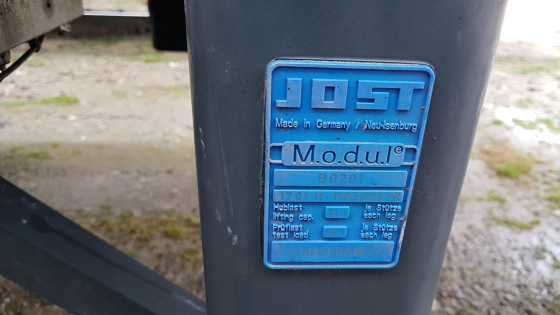 JOST
Made in Germany / Neu-Isenburg
M.o.d.u.l e
B0201
Hublast je Stütze
lifting cap. each leg
Prüflast je Stütze
test load each leg